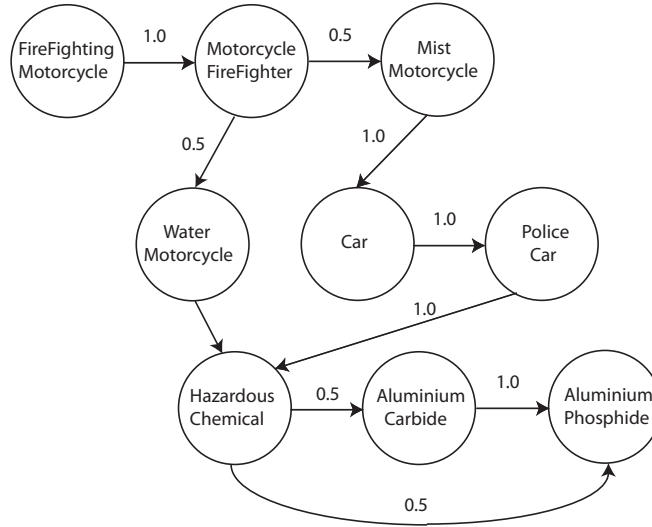 FireFighting
Motorcycle
1.0
Motorcycle
FireFighter
0.5
Mist
Motorcycle
0.5
1.0
Water
Motorcycle
Car
1.0
Police
Car
1.0
Hazardous
Chemical
0.5
Aluminium
Carbide
1.0
Aluminium
Phosphide
0.5